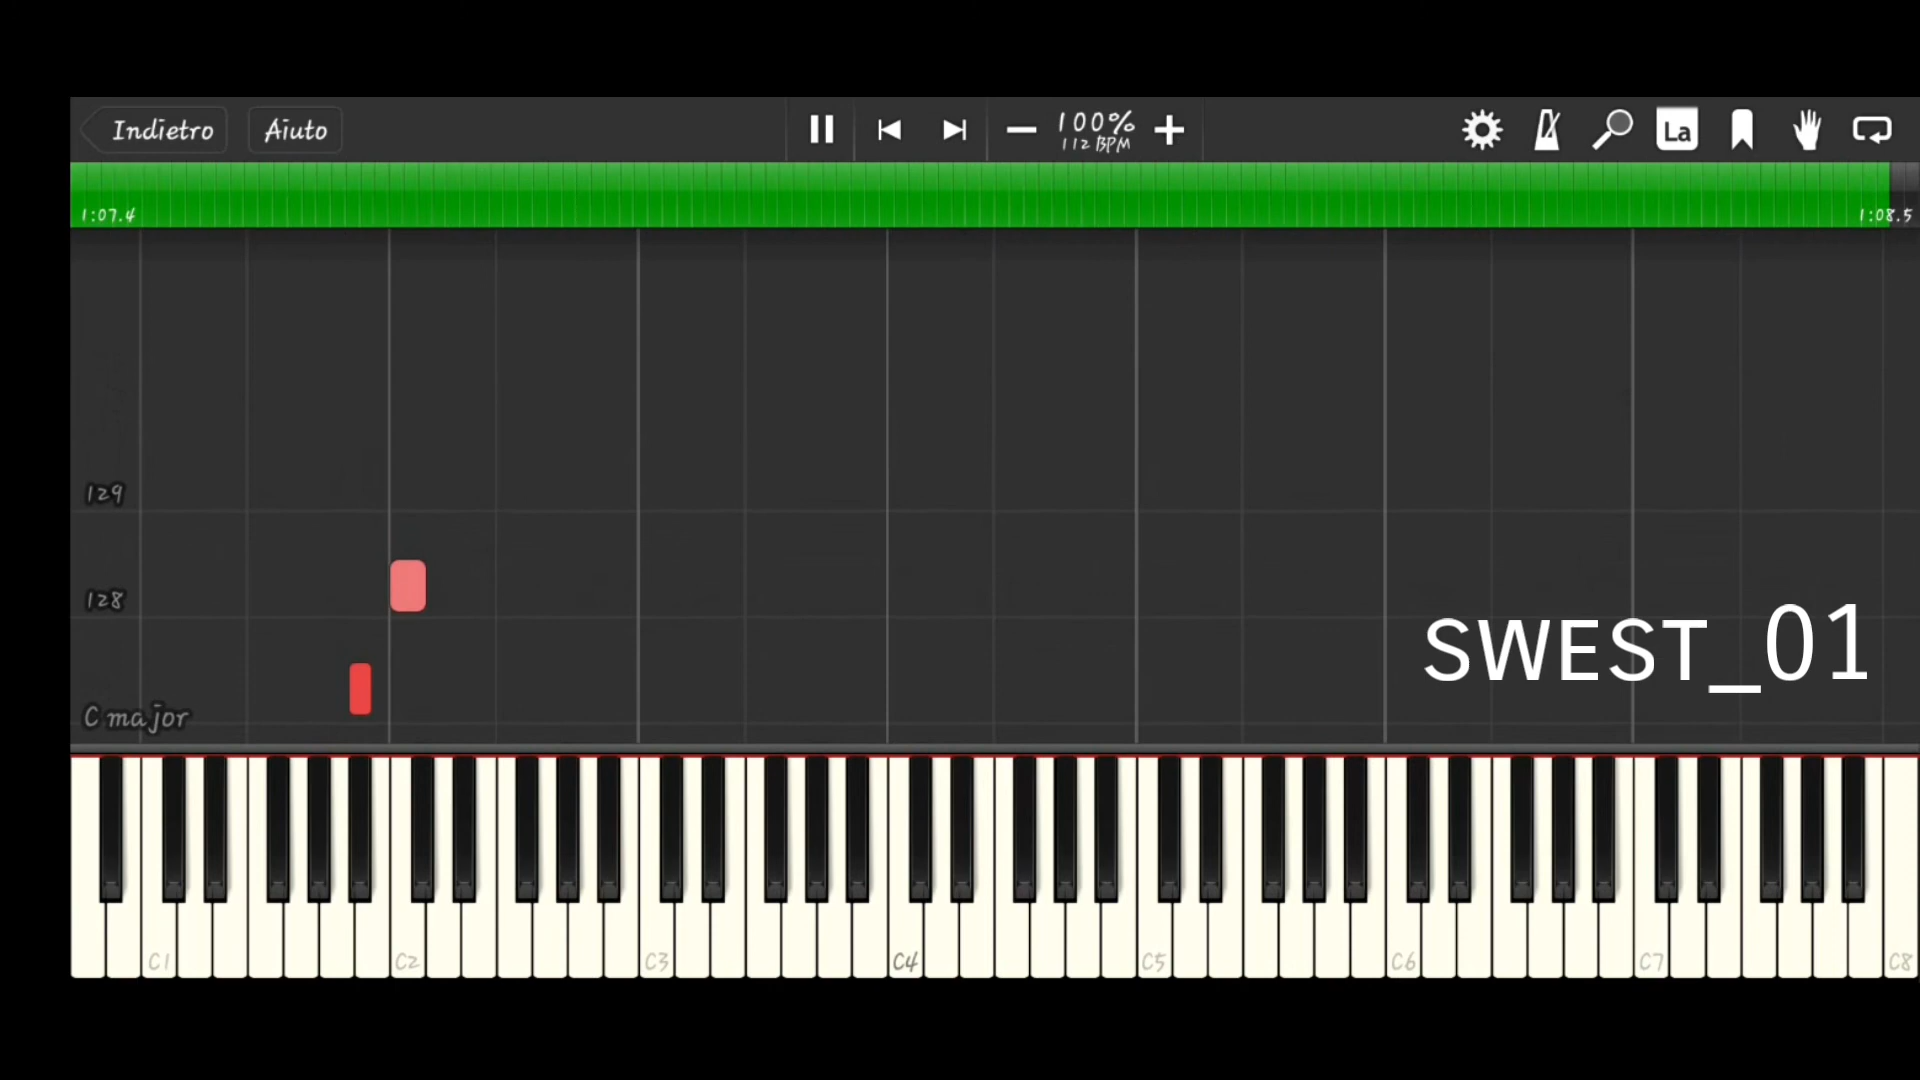 Indietro Aiuto 100% La
112 BPM
1:07.4 1:08.5
129
128
SWEST_01
C major
C1 C2 C3 C4 C5 C6 C7 C8